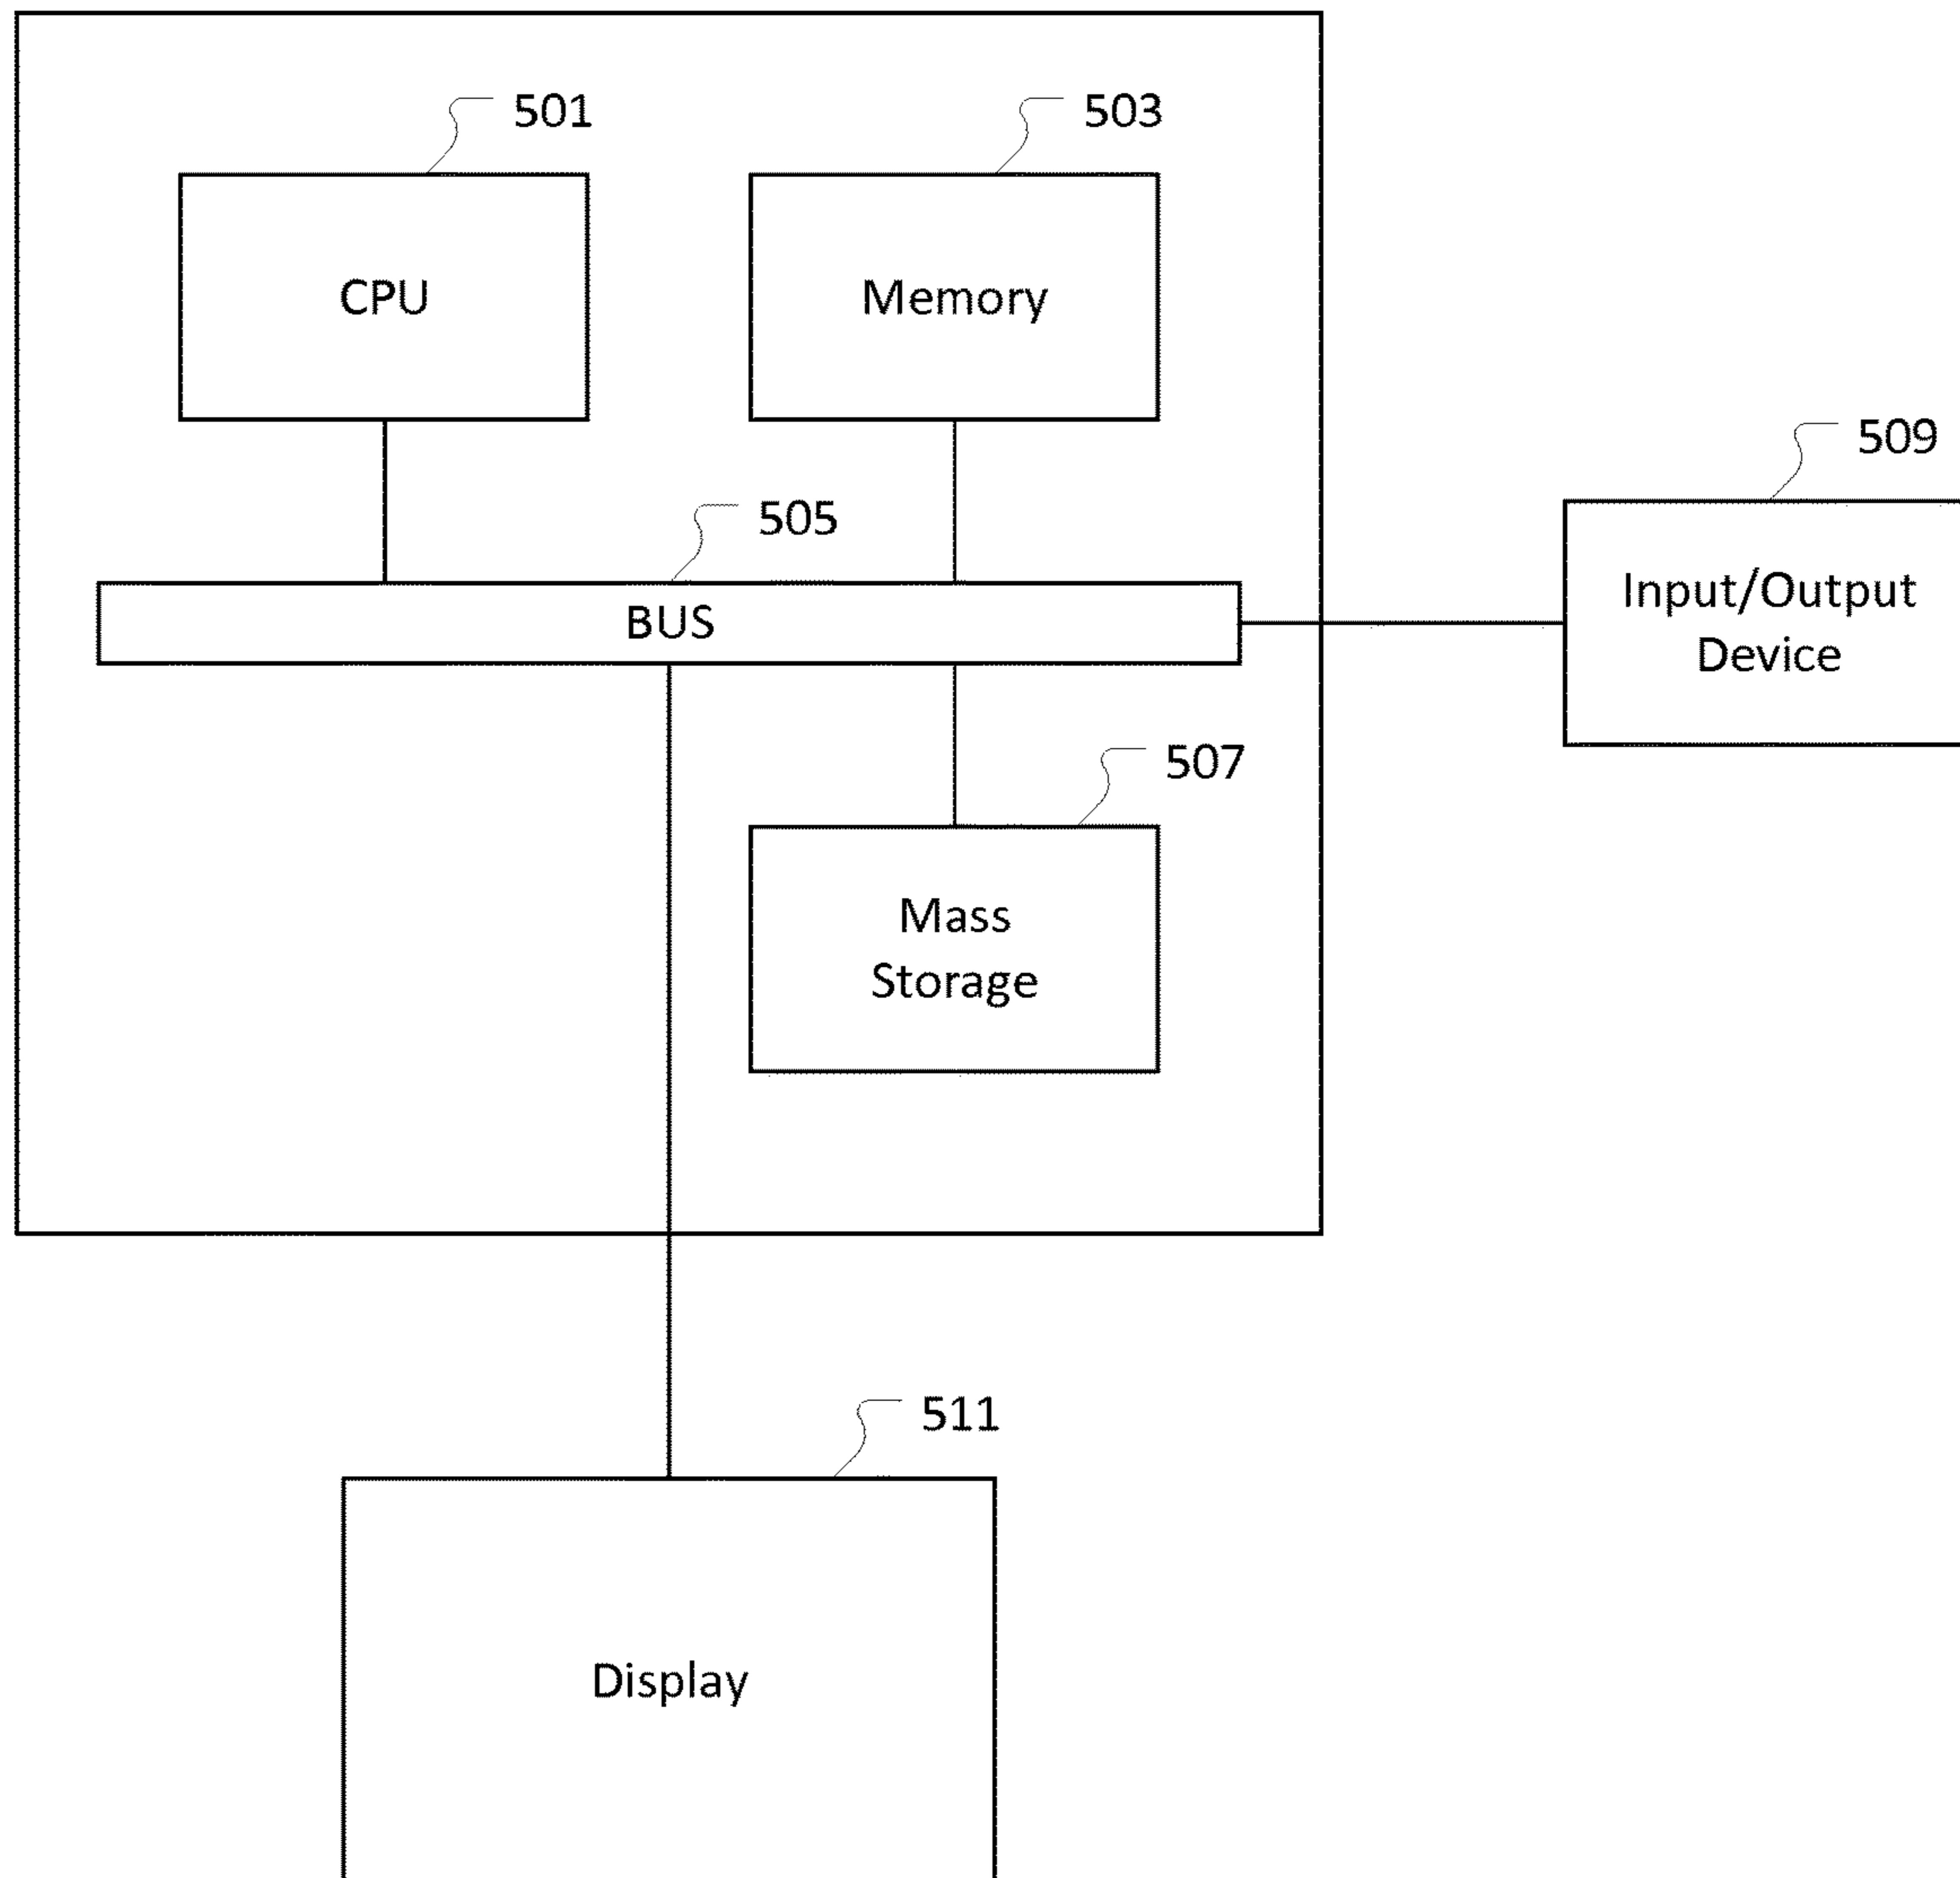 501
503
CPU
Memory
509
505
Input/Output
Device
BUS
507
Mass
Storage
511
Display